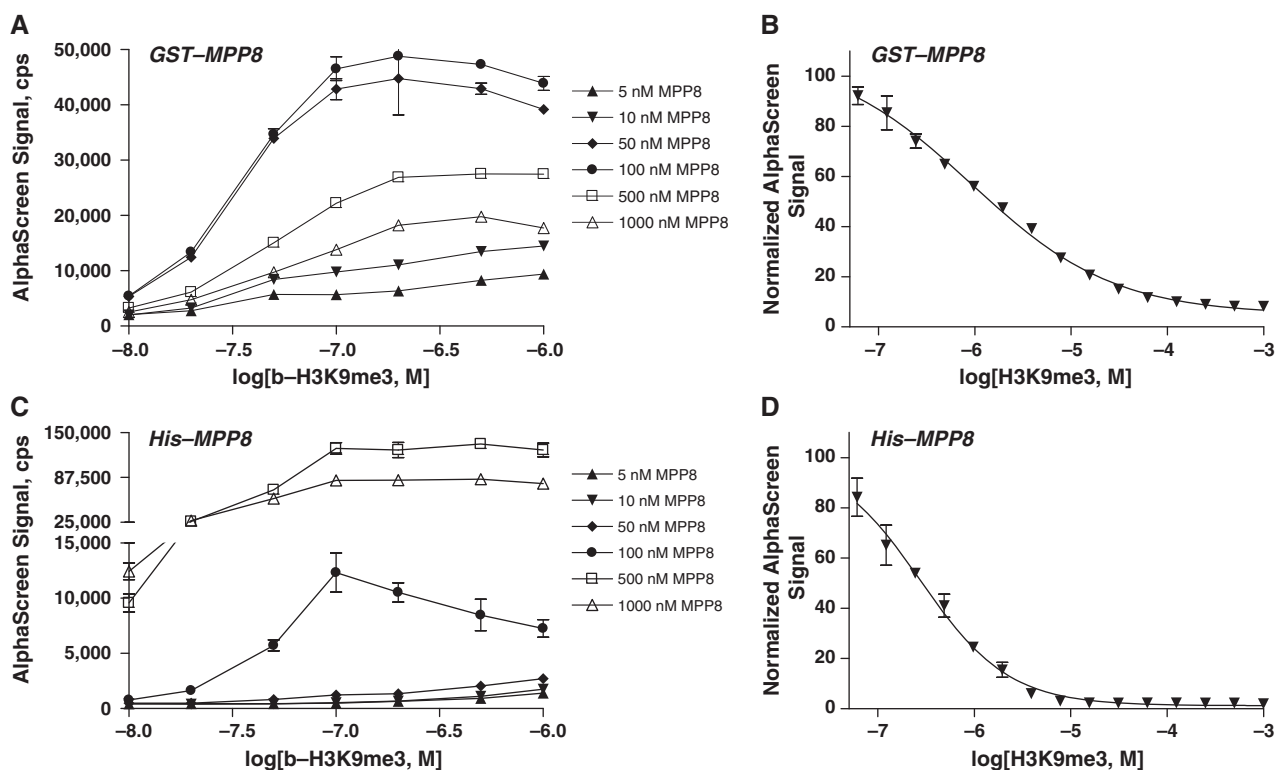 A
GST–MPP8
AlphaScreen Signal, cps
50,000
40,000
30,000
20,000
10,000
0
–8.0 –7.5 –7.0 –6.5 –6.0
log[b–H3K9me3, M]
5 nM MPP8
10 nM MPP8
50 nM MPP8
100 nM MPP8
500 nM MPP8
1000 nM MPP8
B
GST–MPP8
Normalized AlphaScreen
Signal
100
80
60
40
20
0
–7 –6 –5 –4 –3
log[H3K9me3, M]
C
His–MPP8
AlphaScreen Signal, cps
150,000
87,500
25,000
15,000
10,000
5,000
0
–8.0 –7.5 –7.0 –6.5 –6.0
log[b–H3K9me3, M]
5 nM MPP8
10 nM MPP8
50 nM MPP8
100 nM MPP8
500 nM MPP8
1000 nM MPP8
D
His–MPP8
Normalized AlphaScreen
Signal
100
80
60
40
20
0
–7 –6 –5 –4 –3
log[H3K9me3, M]